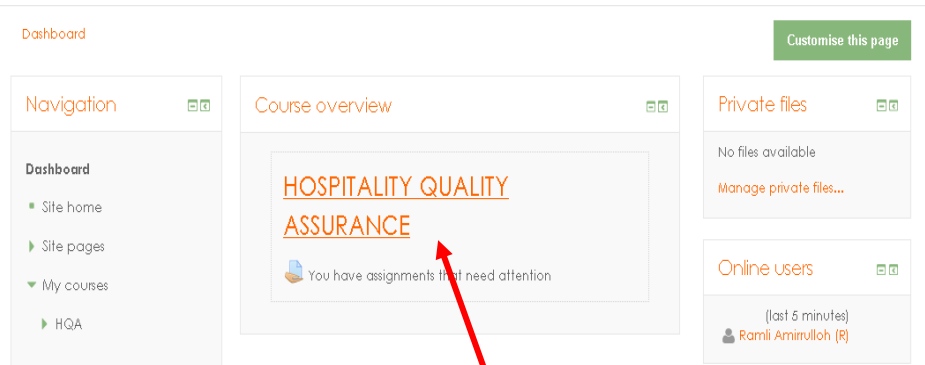 Dashboard
Customise this page
Navigation
Dashboard
Site home
Site pages
My courses
HQA
Course overview
HOSPITALITY QUALITY
ASSURANCE
You have assignments that need attention
Private files
No files available
Manage private files...
Online users
(last 5 minutes)
Ramli Amirrulloh (R)